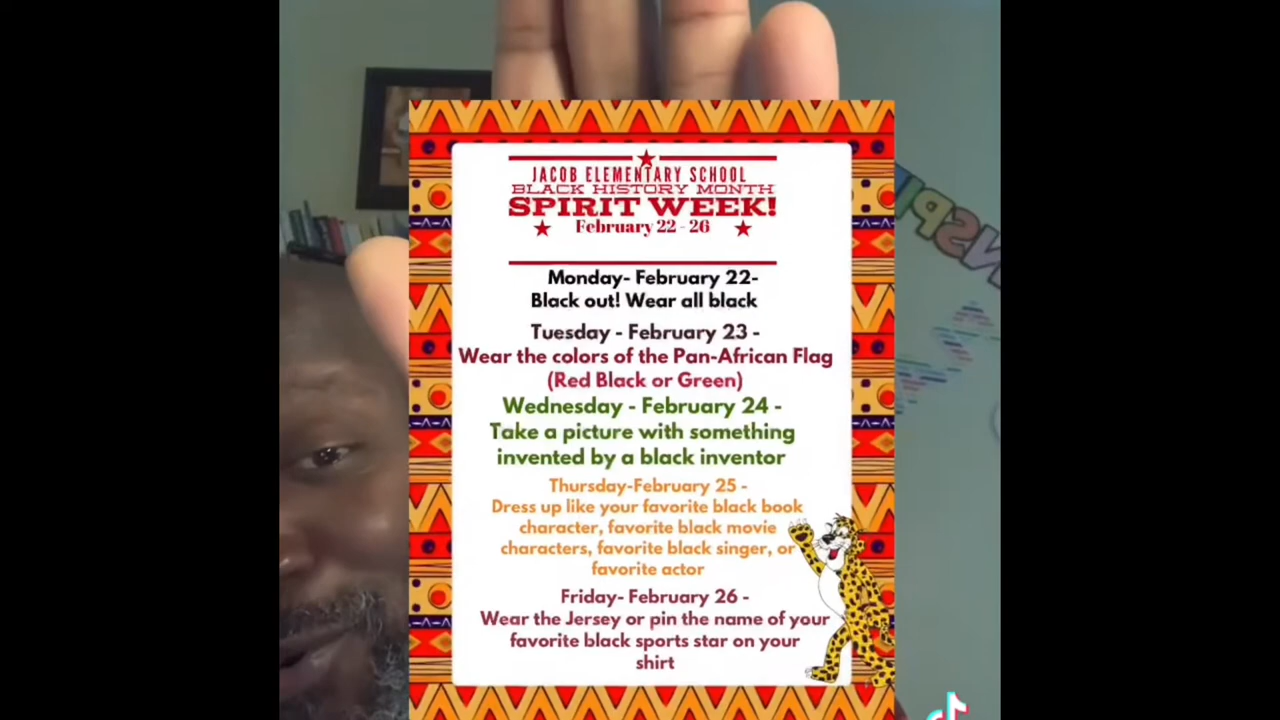 JACOB ELEMENTARY SCHOOL
BLACK HISTORY MONTH
SPIRIT WEEK!
February 22 - 26
Monday- February 22-
Black out! Wear all black
Tuesday - February 23 -
Wear the colors of the Pan-African Flag
(Red Black or Green)
Wednesday - February 24 -
Take a picture with something
invented by a black inventor
Thursday-February 25 -
Dress up like your favorite black book
character, favorite black movie
characters, favorite black singer, or
favorite actor
Friday- February 26 -
Wear the Jersey or pin the name of your
favorite black sports star on your
shirt